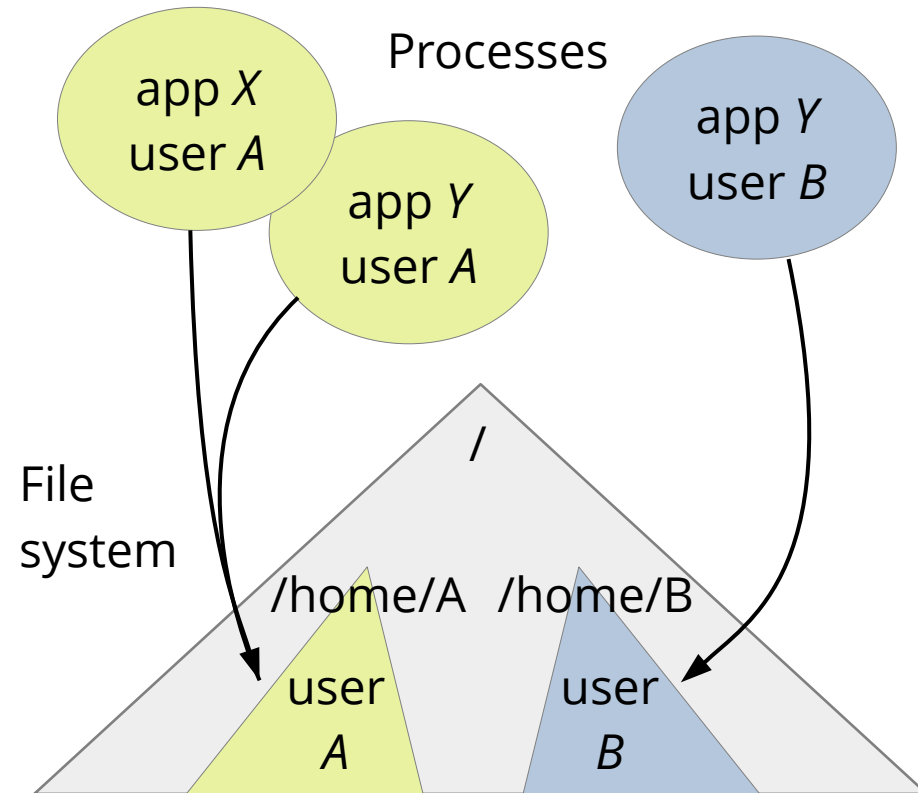 Processes
app X
user A
app Y
user A
app Y
user B
/
File
system
/home/A
/home/B
user
A
user
B